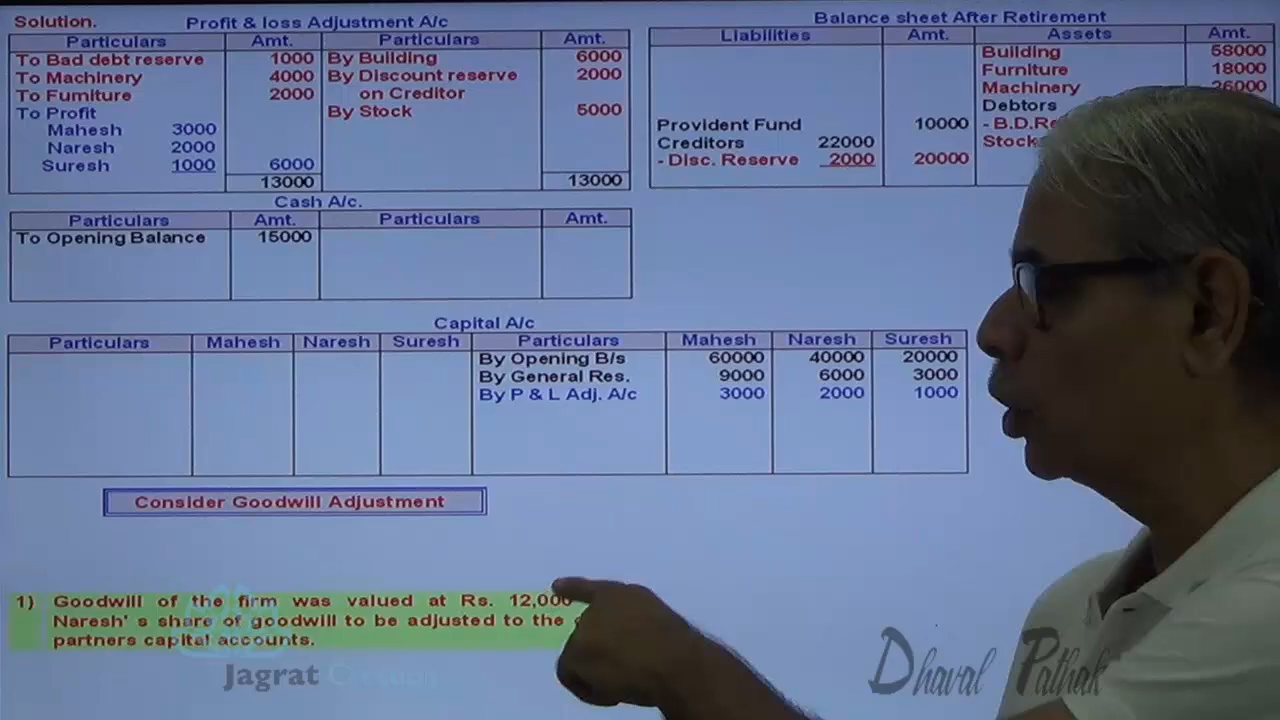 Solution. Profit & loss Adjustment A/c
Particulars Amt. Particulars Amt.
To Bad debt reserve 1000 By Building 6000
To Machinery 4000 By Discount reserve 2000
To Furniture 2000 on Creditor
To Profit By Stock 5000
Mahesh 3000
Naresh 2000
Suresh 1000 6000
13000 13000
Balance sheet After Retirement
Liabilities Amt. Assets Amt.
Building 58000
Furniture 18000
Machinery 26000
Debtors
Provident Fund 10000 - B.D.Re
Creditors 22000 Stock
- Disc. Reserve 2000 20000
Cash A/c.
Particulars Amt. Particulars Amt.
To Opening Balance 15000
Capital A/c
Particulars Mahesh Naresh Suresh Particulars Mahesh Naresh Suresh
By Opening B/s 60000 40000 20000
By General Res. 9000 6000 3000
By P & L Adj. A/c 3000 2000 1000
Consider Goodwill Adjustment
1) Goodwill of the firm was valued at Rs. 12,000
Naresh' s share of goodwill to be adjusted to the
partners capital accounts.
Jagrat
Dhaval Pathak